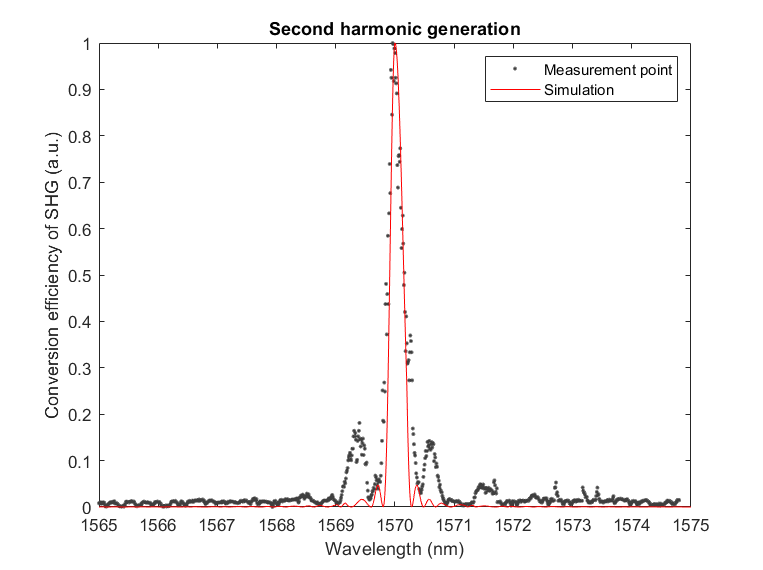 Second harmonic generation
Measurement point
Simulation
Conversion efficiency of SHG (a.u.)
1
0.9
0.8
0.7
0.6
0.5
0.4
0.3
0.2
0.1
0
1565 1566 1567 1568 1569 1570 1571 1572 1573 1574 1575
Wavelength (nm)